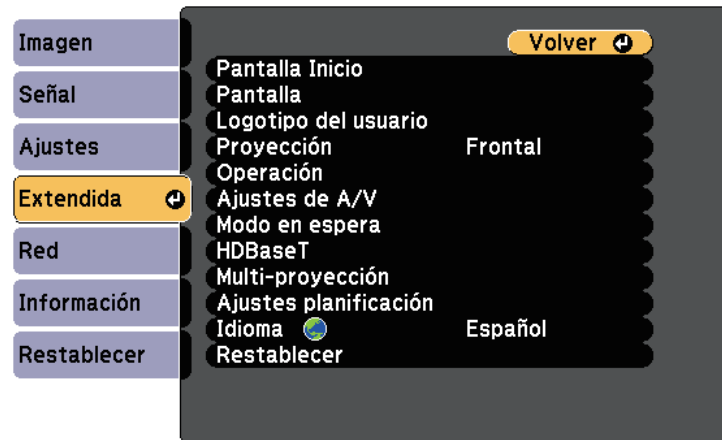 Imagen
Señal
Ajustes
Extendida
Red
Información
Restablecer
Volver
Pantalla Inicio
Pantalla
Logotipo del usuario
Proyección Frontal
Operación
Ajustes de A/V
Modo en espera
HDBaseT
Multi-proyección
Ajustes planificación
Idioma Español
Restablecer